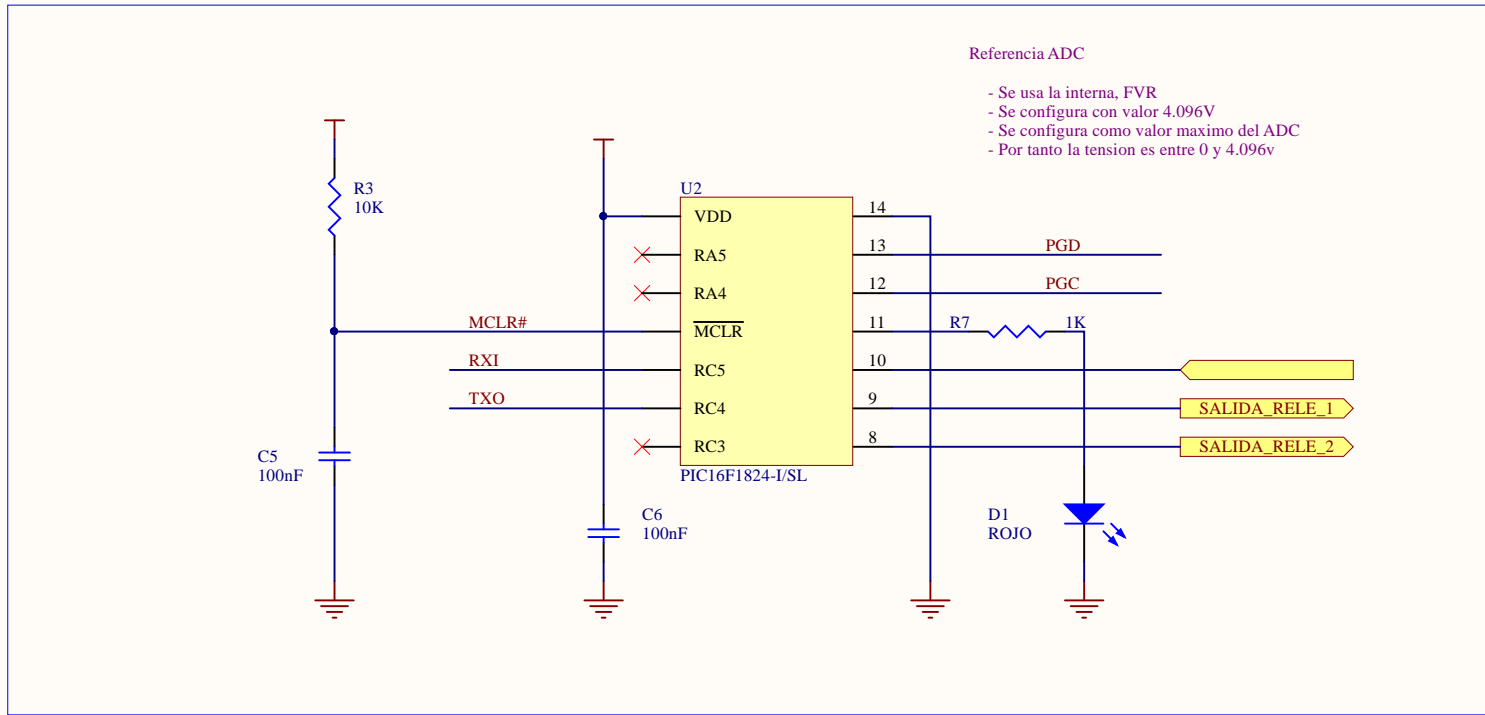 Referencia ADC
- Se usa la interna, FVR
- Se configura con valor 4.096V
- Se configura como valor maximo del ADC
- Por tanto la tension es entre 0 y 4.096v
R3
10K
U2
VDD
14
RA5
13
PGD
RA4
12
PGC
MCLR#
MCLR
11
R7
1K
RXI
RC5
10
TXO
RC4
9
SALIDA_RELE_1
RC3
8
SALIDA_RELE_2
PIC16F1824-I/SL
C5
100nF
C6
100nF
D1
ROJO